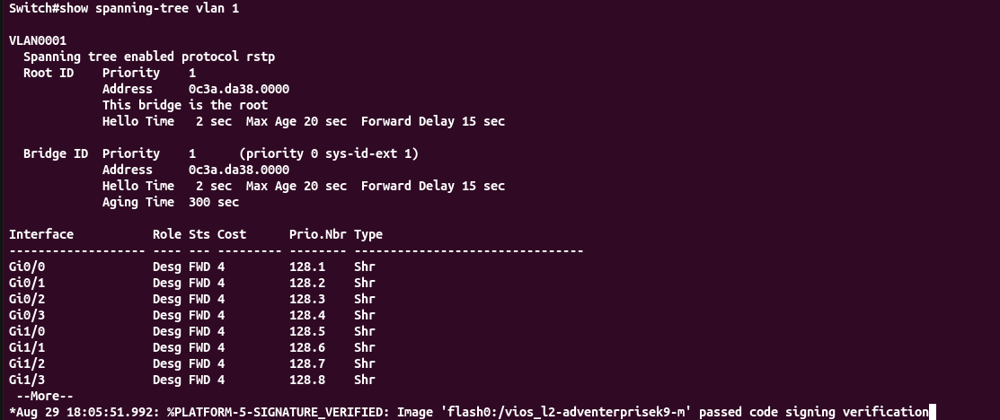 Switch#show spanning-tree vlan 1
VLAN0001
  Spanning tree enabled protocol rstp
  Root ID    Priority    1
             Address     0c3a.da38.0000
             This bridge is the root
             Hello Time   2 sec  Max Age 20 sec  Forward Delay 15 sec
  Bridge ID  Priority    1      (priority 0 sys-id-ext 1)
             Address     0c3a.da38.0000
             Hello Time   2 sec  Max Age 20 sec  Forward Delay 15 sec
             Aging Time  300 sec
Interface           Role Sts Cost      Prio.Nbr Type
------------------- ---- --- --------- -------- --------------------------------
Gi0/0               Desg FWD 4         128.1    Shr
Gi0/1               Desg FWD 4         128.2    Shr
Gi0/2               Desg FWD 4         128.3    Shr
Gi0/3               Desg FWD 4         128.4    Shr
Gi1/0               Desg FWD 4         128.5    Shr
Gi1/1               Desg FWD 4         128.6    Shr
Gi1/2               Desg FWD 4         128.7    Shr
Gi1/3               Desg FWD 4         128.8    Shr
 --More--
*Aug 29 18:05:51.992: %PLATFORM-5-SIGNATURE_VERIFIED: Image 'flash0:/vios_l2-adventerprisek9-m' passed code signing verification